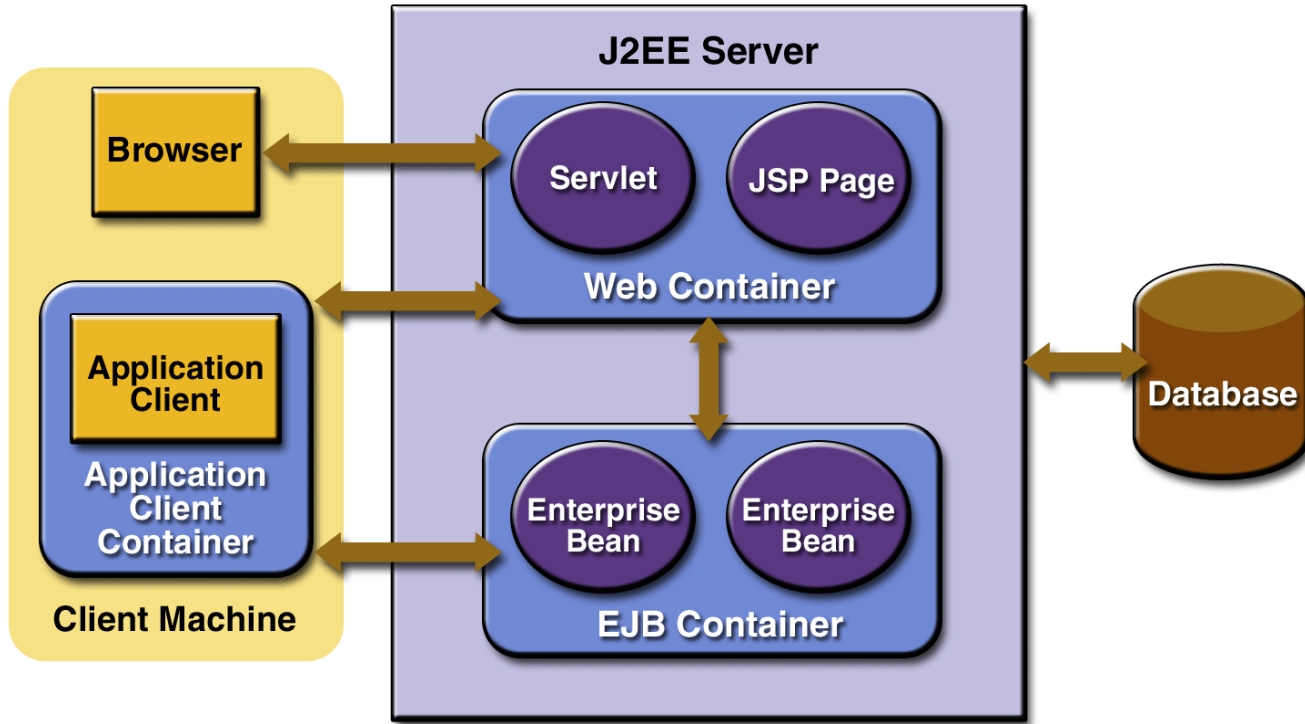 J2EE Server
Browser
Servlet
JSP Page
Web Container
Application
Client
Application
Client
Container
Client Machine
Enterprise
Bean
Enterprise
Bean
EJB Container
Database